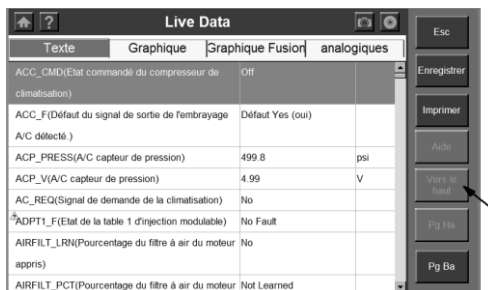 Live Data
Texte Graphique Graphique Fusion analogiques
ACC_CMD(Etat commandé du compresseur de climatisation) Off
ACC_F(Défaut du signal de sortie de l'embrayage A/C détecté.) Défaut Yes (oui)
ACP_PRESS(A/C capteur de pression) 499.8 psi
ACP_V(A/C capteur de pression) 4.99 V
AC_REQ(Signal de demande de la climatisation) No
ADPT1_F(Etat de la table 1 d'injection modulable) No Fault
AIRFILT_LRN(Pourcentage du filtre à air du moteur appris) No
AIRFILT_PCT(Pourcentage du filtre à air du moteur Not Learned
Esc
Enregistrer
Imprimer
Aide
Vers le
haut
Pg Ha
Pg Ba